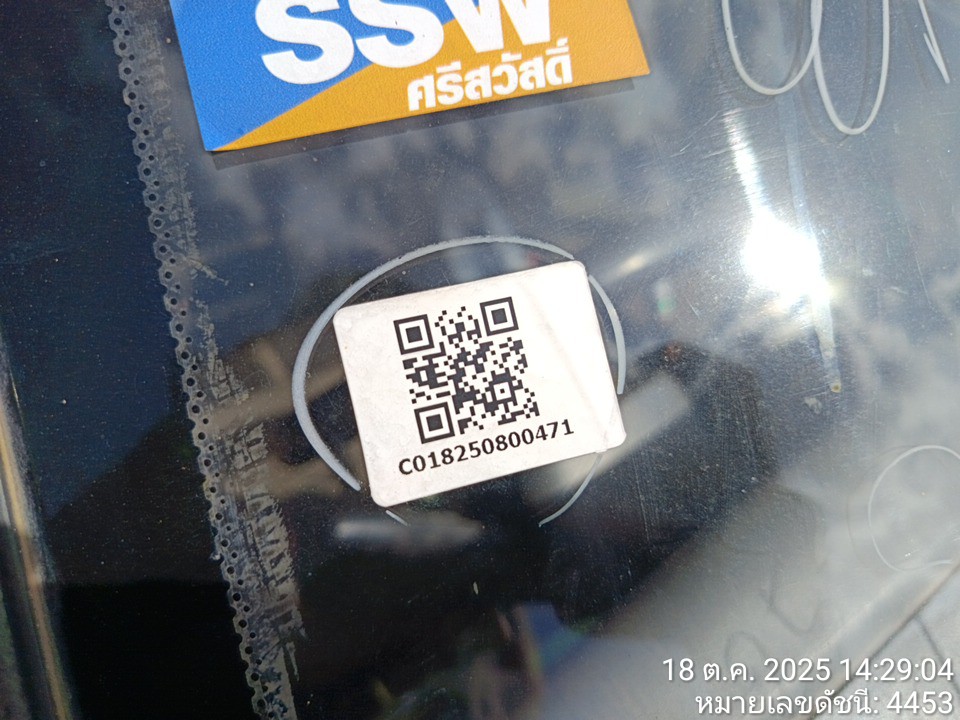 SSW
ศรีสวัสดิ์
C018250800471
18 ต.ค. 2025 14:29:04
หมายเลขดัชนี: 4453